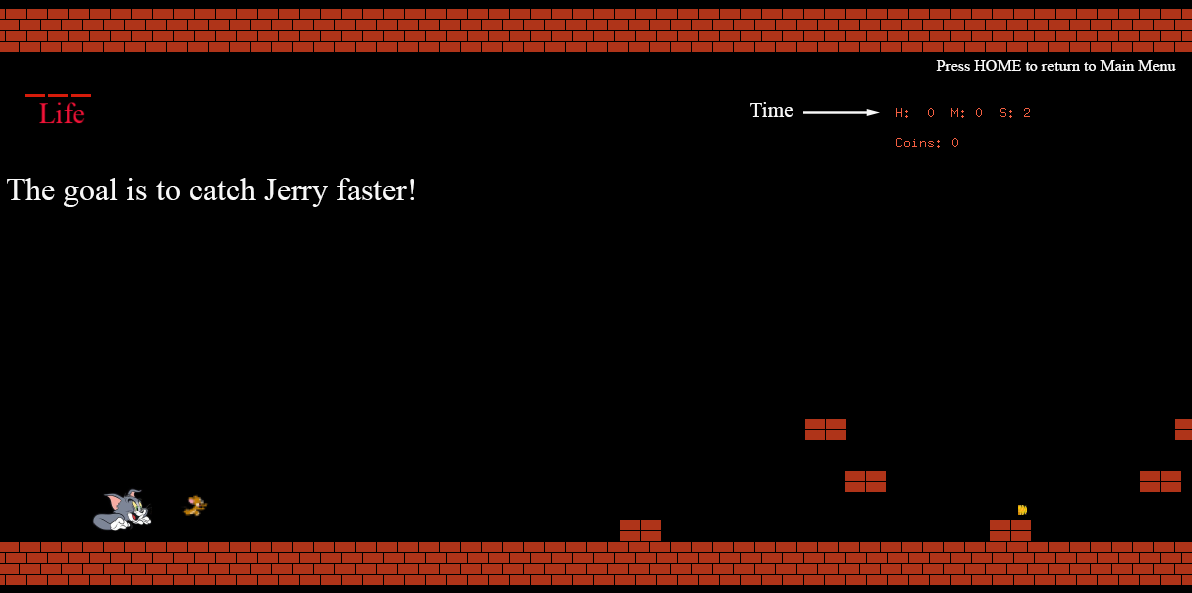 Press HOME to return to Main Menu
Life
Time H: 0 M: 0 S: 2
Coins: 0
The goal is to catch Jerry faster!